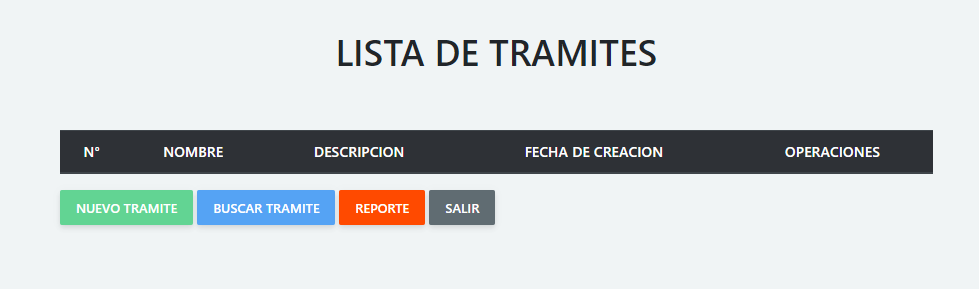 LISTA DE TRAMITES
N° NOMBRE DESCRIPCION FECHA DE CREACION OPERACIONES
NUEVO TRAMITE BUSCAR TRAMITE REPORTE SALIR